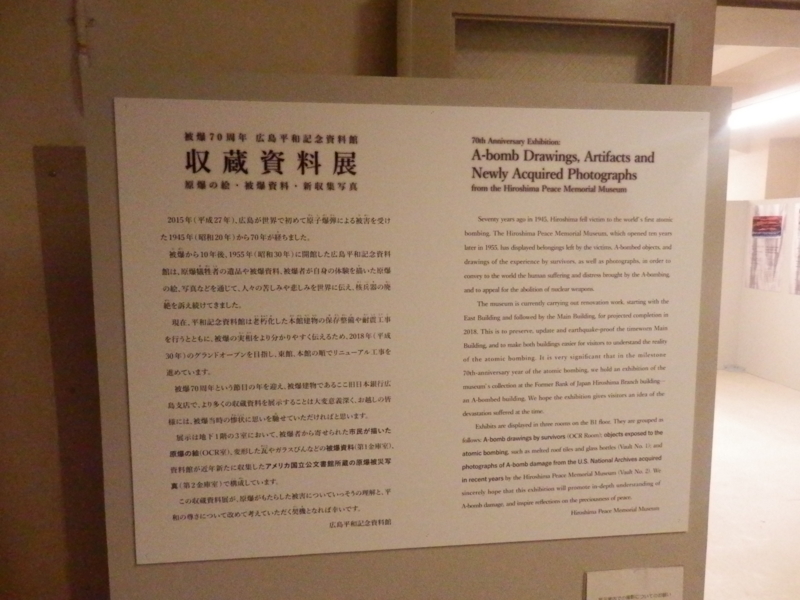 被爆70周年 広島平和記念資料館
収蔵資料展
原爆の絵・被爆資料・新収集写真
2015年(平成27年)、広島が世界で初めて原子爆弾による被害を受け
た1945年(昭和20年)から70年が経ちました。
被爆から10年後、1955年(昭和30年)に開館した広島平和記念資料
館は、原爆犠牲者の遺品や被爆資料、被爆者が自身の体験を描いた原爆
の絵、写真などを通じて、人々の苦しみや悲しみを世界に伝え、核兵器の廃
絶を訴え続けてきました。
現在、平和記念資料館は老朽化した本館建物の保存整備や耐震工事
を行うとともに、被爆の実相をより分かりやすく伝えるため、2018年(平成
30年)のグランドオープンを目指し、東館、本館の順でリニューアル工事を
進めています。
被爆70周年という節目の年を迎え、被爆建物であるここ旧日本銀行広
島支店で、より多くの収蔵資料を展示することは大変意義深く、お越しの皆
様には、被爆当時の惨状に思いを馳せていただければと思います。
展示は地下1階の3室において、被爆者から寄せられた市民が描いた
原爆の絵(OCR室)、変形した瓦やガラスびんなどの被爆資料(第1金庫室)、
資料館が近年新たに収集したアメリカ国立公文書館所蔵の原爆被災写
真(第2金庫室)で構成しています。
この収蔵資料展が、原爆がもたらした被害についていっそうの理解と、平
和の尊さについて改めて考えていただく契機となれば幸いです。
広島平和記念資料館
70th Anniversary Exhibition:
A-bomb Drawings, Artifacts and
Newly Acquired Photographs
from the Hiroshima Peace Memorial Museum
Seventy years ago in 1945, Hiroshima fell victim to the world's first atomic
bombing. The Hiroshima Peace Memorial Museum, which opened ten years
later in 1955, has displayed belongings left by the victims, A-bombed objects, and
drawings of the experience by survivors, as well as photographs, in order to
convey to the world the human suffering and distress brought by the A-bombing,
and to appeal for the abolition of nuclear weapons.
The museum is currently carrying out renovation work, starting with the
East Building and followed by the Main Building, for projected completion in
2018. This is to preserve, update and earthquake-proof the timeworn Main
Building, and to make both buildings easier for visitors to understand the reality
of the atomic bombing. It is very significant that in the milestone
70th-anniversary year of the atomic bombing, we hold an exhibition of the
museum's collection at the Former Bank of Japan Hiroshima Branch building—
an A-bombed building. We hope the exhibition gives visitors an idea of the
devastation suffered at the time.
Exhibits are displayed in three rooms on the B1 floor. They are grouped as
follows: A-bomb drawings by survivors (OCR Room); objects exposed to the
atomic bombing, such as melted roof tiles and glass bottles (Vault No. 1); and
photographs of A-bomb damage from the U.S. National Archives acquired
in recent years by the Hiroshima Peace Memorial Museum (Vault No. 2). We
sincerely hope that this exhibition will promote in-depth understanding of
A-bomb damage, and inspire reflections on the preciousness of peace.
Hiroshima Peace Memorial Museum